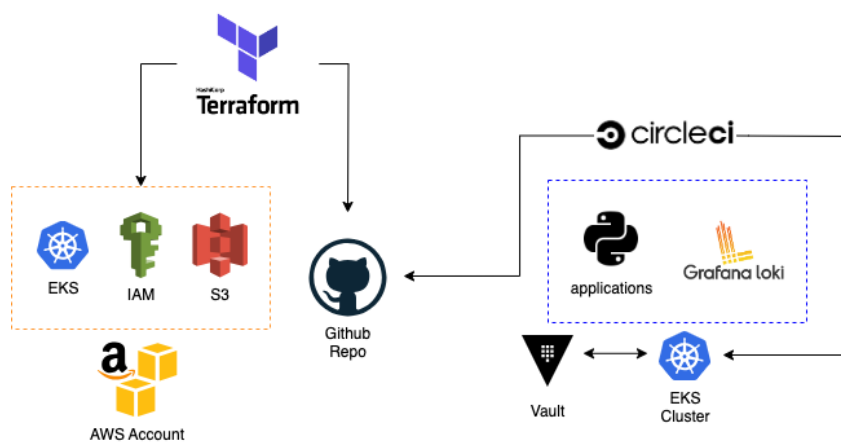 HashiCorp
Terraform
circleci
EKS
IAM
S3
applications
Grafana loki
Github
Repo
a
Vault
EKS
Cluster
AWS Account